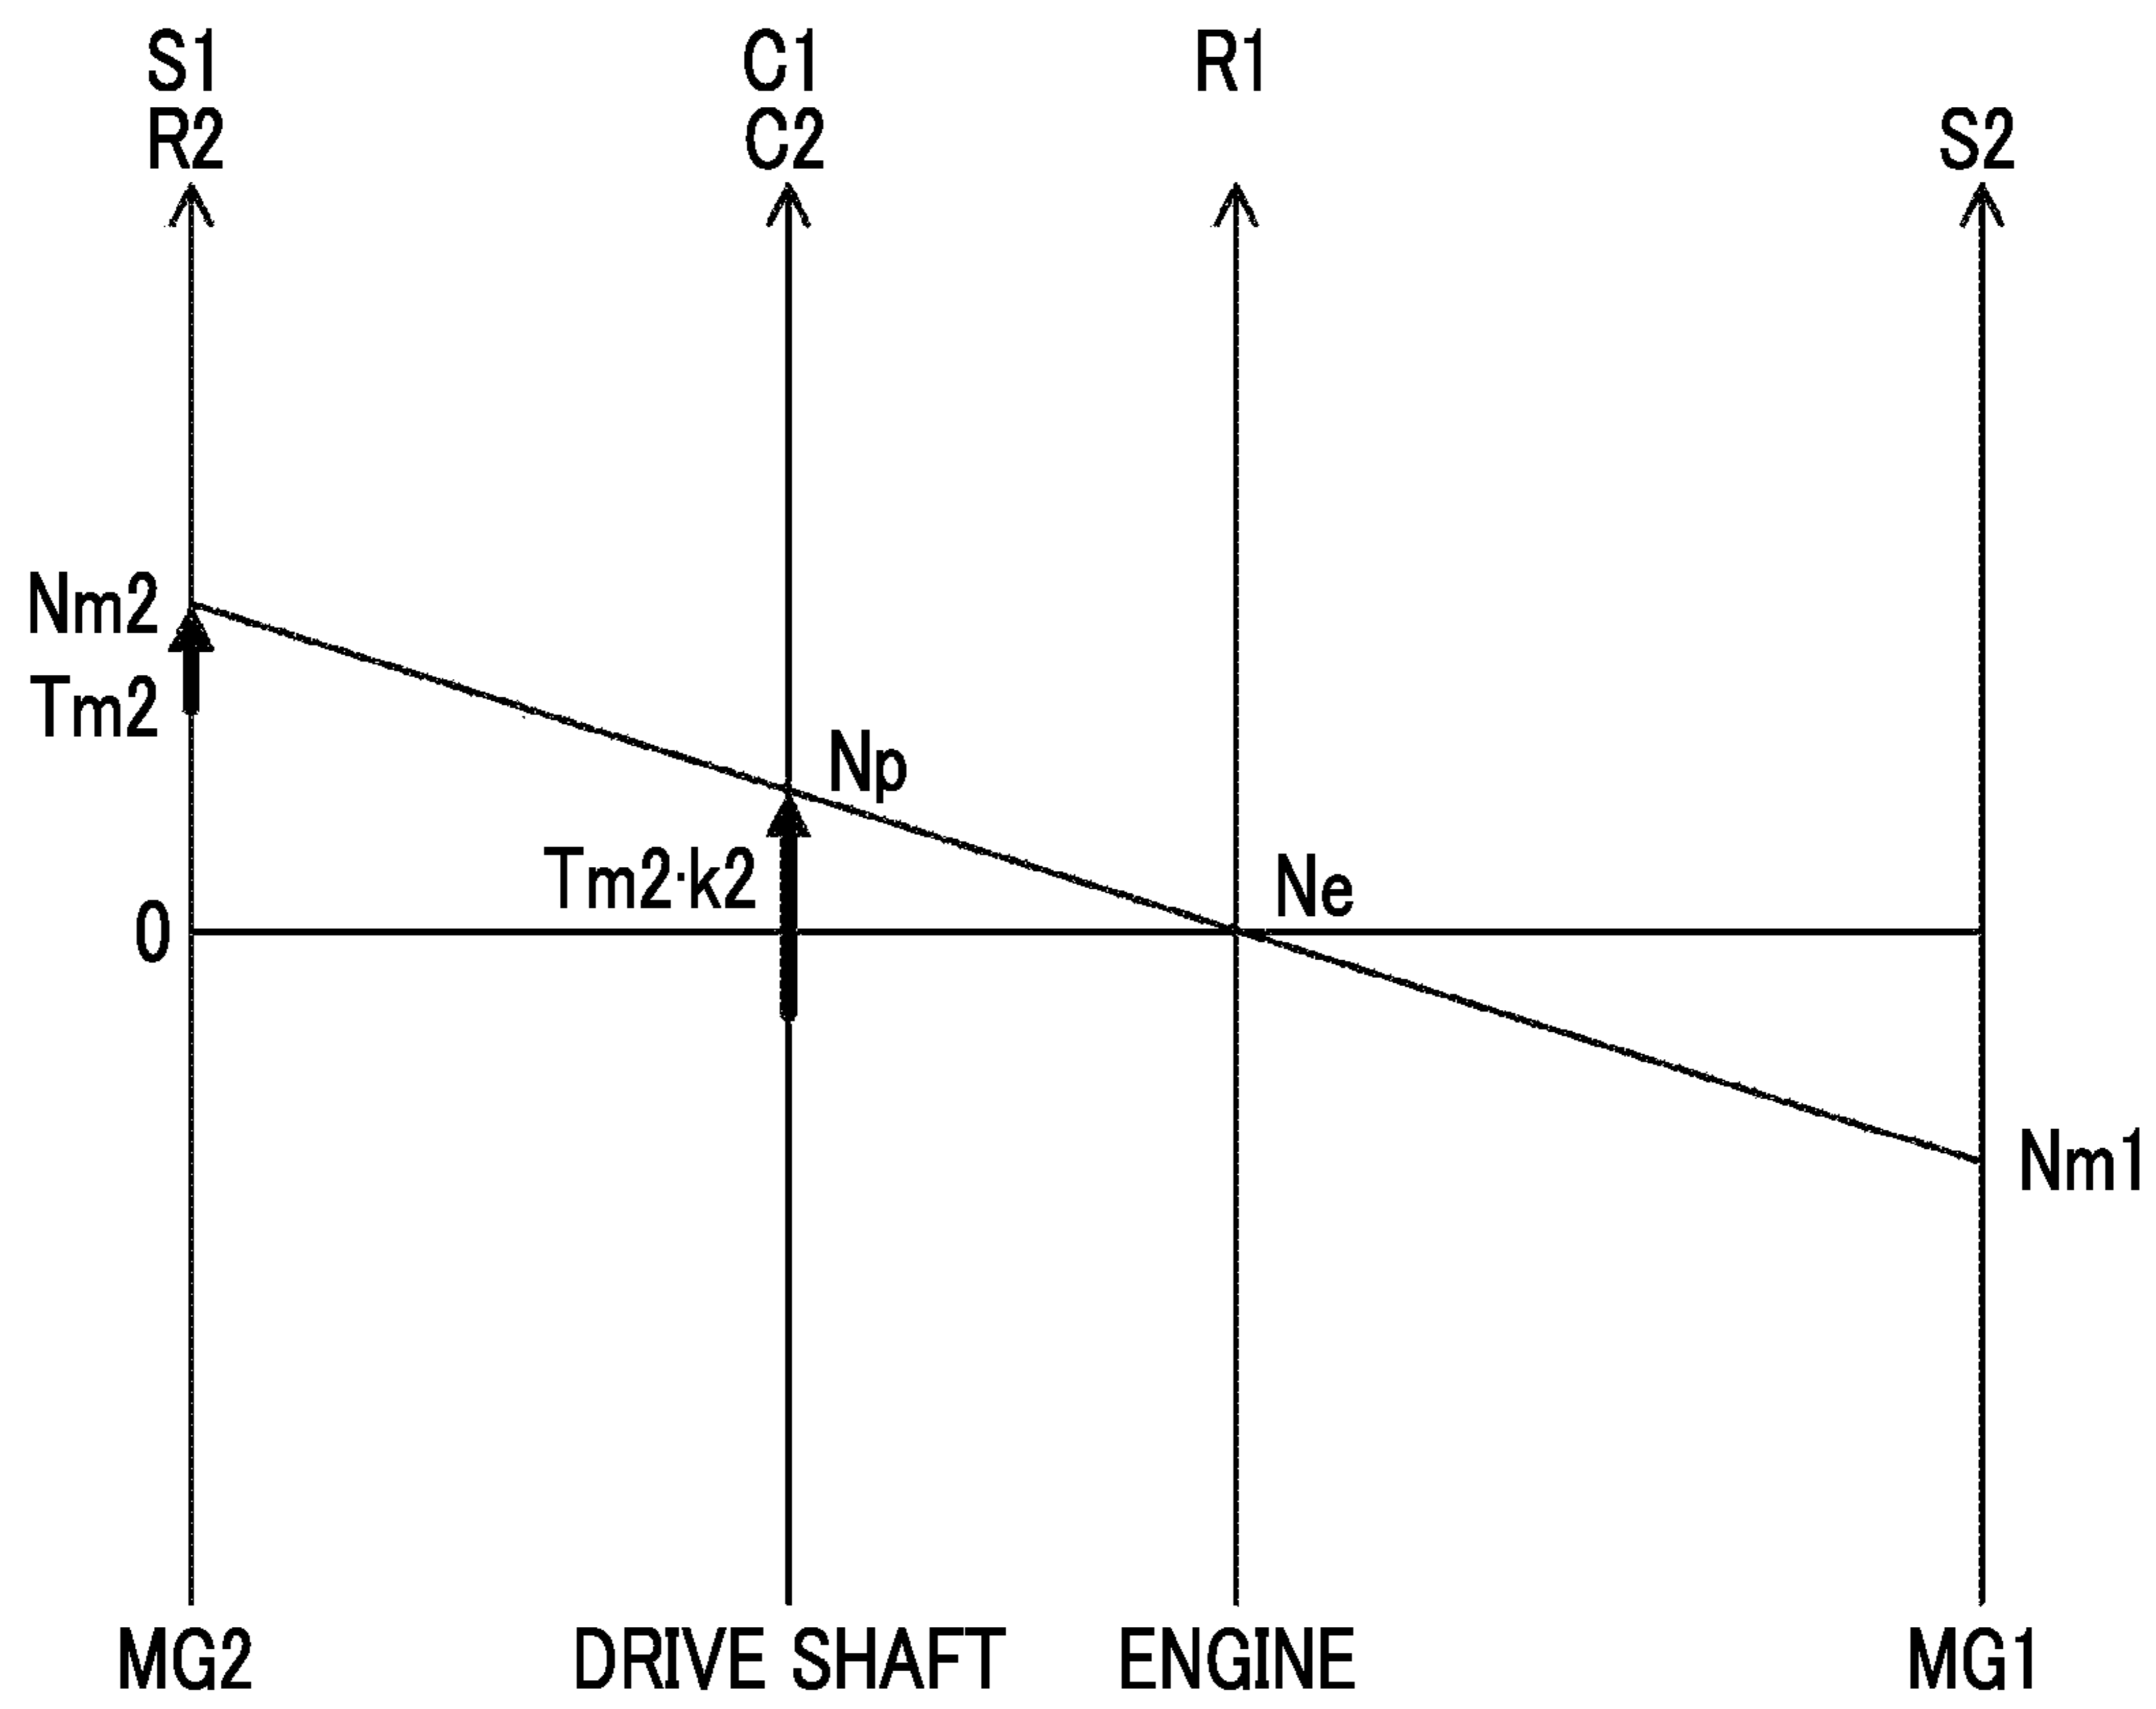 S1
C1
R1
R2
C2
S2
Nm2
Tm2
Np
Tm2·k2
Ne
0
Nm1
MG2
DRIVE SHAFT
ENGINE
MG1